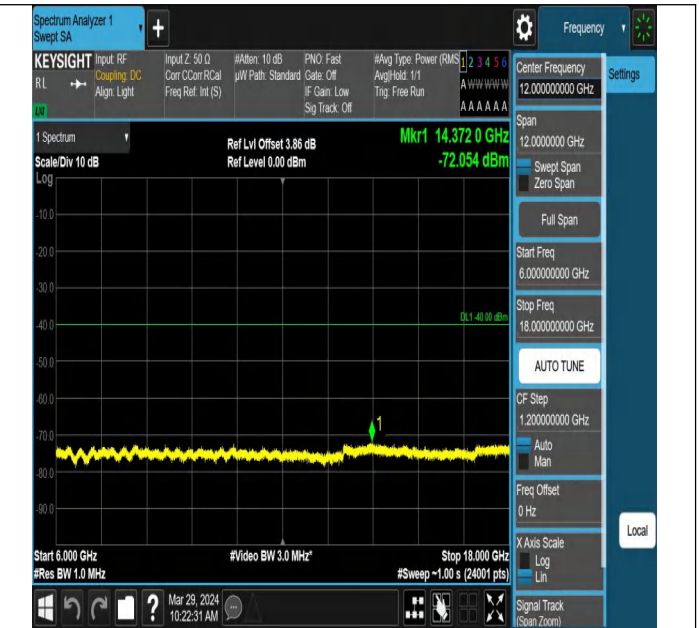 Spectrum Analyzer 1
Swept SA
+
Frequency
KEYSIGHT
RL
LXI
Input: RF
Coupling: DC
Align: Light
Input Z: 50 Ω
Corr CCorr RCal
Freq Ref: Int (S)
#Atten: 10 dB
µW Path: Standard
PNO: Fast
Gate: Off
IF Gain: Low
Sig Track: Off
#Avg Type: Power (RMS
Avg|Hold: 1/1
Trig: Free Run
1 2 3 4 5 6
A W W W W W
A A A A A A
Center Frequency
12.000000000 GHz
Settings
Span
12.0000000 GHz
Swept Span
Zero Span
Full Span
Start Freq
6.000000000 GHz
Stop Freq
18.000000000 GHz
AUTO TUNE
CF Step
1.200000000 GHz
Auto
Man
Freq Offset
0 Hz
X Axis Scale
Log
Lin
Signal Track
(Span Zoom)
Local
1 Spectrum
Scale/Div 10 dB
Log
Ref Lvl Offset 3.86 dB
Ref Level 0.00 dBm
Mkr1 14.372 0 GHz
-72.054 dBm
-10.0
-20.0
-30.0
DL1 -40.00 dBm
-40.0
-50.0
-60.0
1
-70.0
-80.0
-90.0
Start 6.000 GHz
#Res BW 1.0 MHz
#Video BW 3.0 MHz*
Stop 18.000 GHz
#Sweep ~1.00 s (24001 pts)
?
Mar 29, 2024
10:22:31 AM